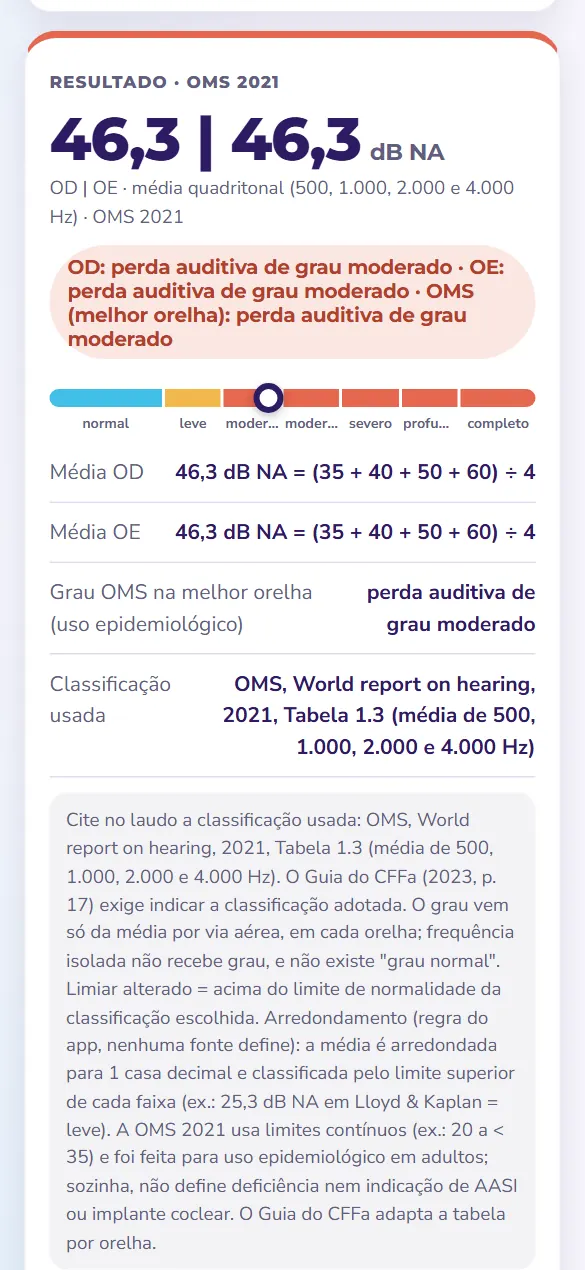 RESULTADO · OMS 2021
46,3 | 46,3 dB NA
OD | OE · média quadritonal (500, 1.000, 2.000 e 4.000
Hz) · OMS 2021
OD: perda auditiva de grau moderado · OE:
perda auditiva de grau moderado · OMS
(melhor orelha): perda auditiva de grau
moderado
normal leve moder... moder... severo profu... completo
Média OD 46,3 dB NA = (35 + 40 + 50 + 60) ÷ 4
Média OE 46,3 dB NA = (35 + 40 + 50 + 60) ÷ 4
Grau OMS na melhor orelha perda auditiva de
(uso epidemiológico) grau moderado
Classificação OMS, World report on hearing,
usada 2021, Tabela 1.3 (média de 500,
1.000, 2.000 e 4.000 Hz)
Cite no laudo a classificação usada: OMS, World
report on hearing, 2021, Tabela 1.3 (média de 500,
1.000, 2.000 e 4.000 Hz). O Guia do CFFa (2023, p.
17) exige indicar a classificação adotada. O grau vem
só da média por via aérea, em cada orelha; frequência
isolada não recebe grau, e não existe "grau normal".
Limiar alterado = acima do limite de normalidade da
classificação escolhida. Arredondamento (regra do
app, nenhuma fonte define): a média é arredondada
para 1 casa decimal e classificada pelo limite superior
de cada faixa (ex.: 25,3 dB NA em Lloyd & Kaplan =
leve). A OMS 2021 usa limites contínuos (ex.: 20 a <
35) e foi feita para uso epidemiológico em adultos;
sozinha, não define deficiência nem indicação de AASI
ou implante coclear. O Guia do CFFa adapta a tabela
por orelha.